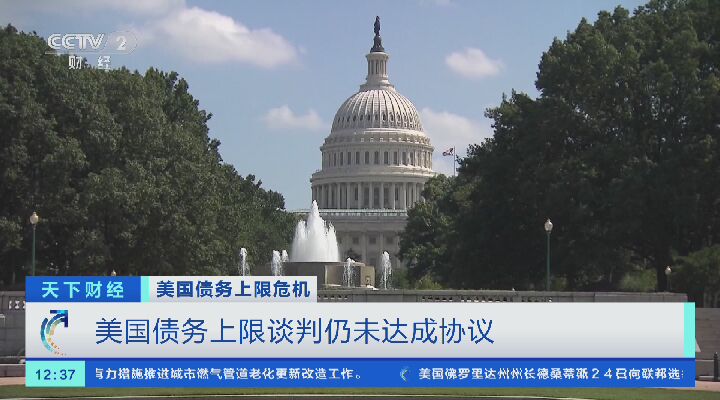 CCTV 2
财经
天下财经
美国债务上限危机
美国债务上限谈判仍未达成协议
12:37
有力措施推进城市燃气管道老化更新改造工作。 美国佛罗里达州州长德桑蒂斯24日向联邦选